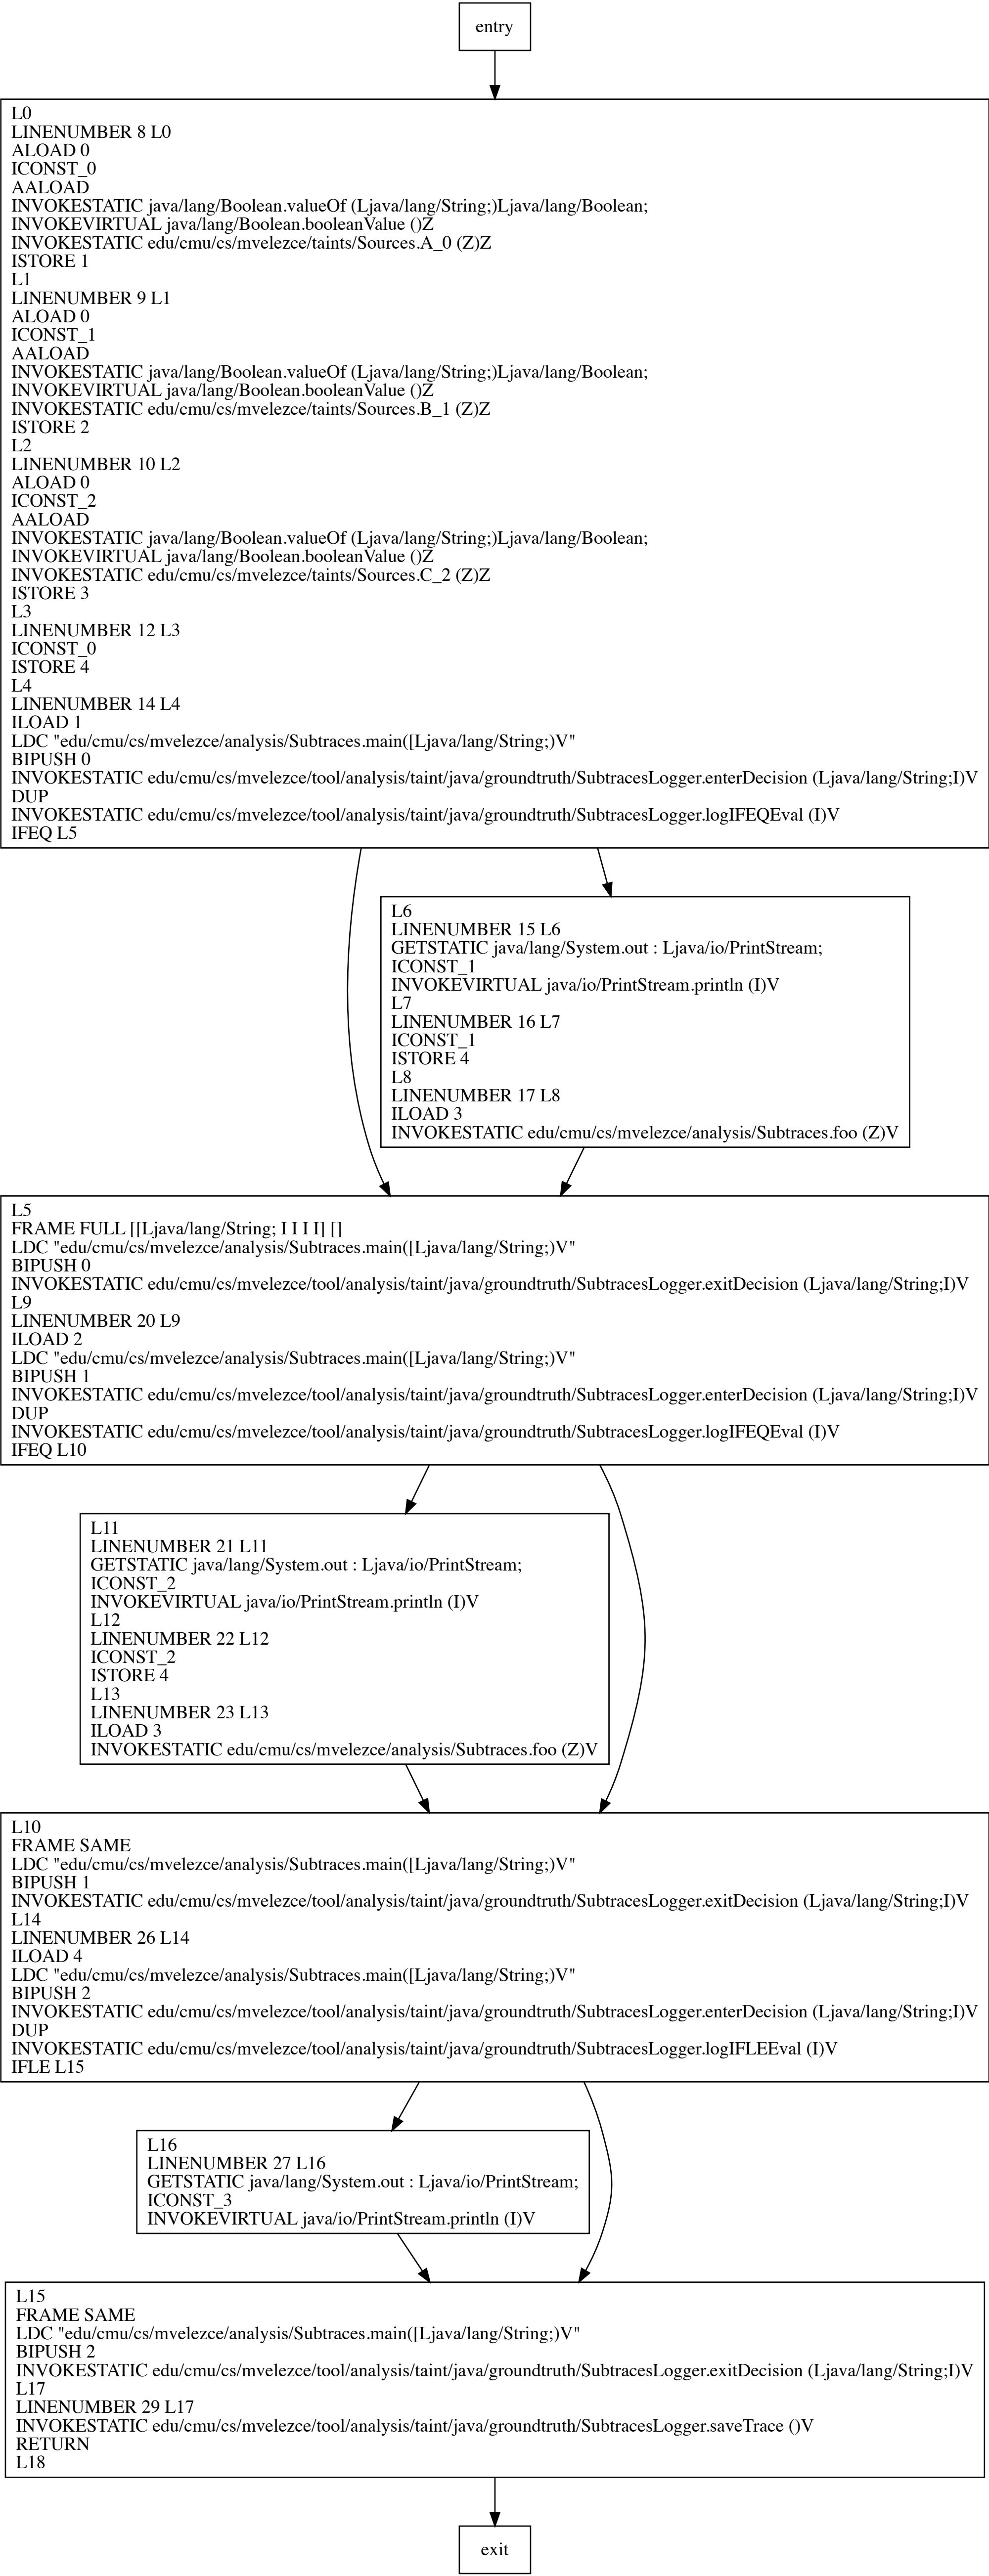 entry
L0
LINENUMBER 8 L0
ALOAD 0
ICONST_0
AALOAD
INVOKESTATIC java/lang/Boolean.valueOf (Ljava/lang/String;)Ljava/lang/Boolean;
INVOKEVIRTUAL java/lang/Boolean.booleanValue ()Z
INVOKESTATIC edu/cmu/cs/mvelezce/taints/Sources.A_0 (Z)Z
ISTORE 1
L1
LINENUMBER 9 L1
ALOAD 0
ICONST_1
AALOAD
INVOKESTATIC java/lang/Boolean.valueOf (Ljava/lang/String;)Ljava/lang/Boolean;
INVOKEVIRTUAL java/lang/Boolean.booleanValue ()Z
INVOKESTATIC edu/cmu/cs/mvelezce/taints/Sources.B_1 (Z)Z
ISTORE 2
L2
LINENUMBER 10 L2
ALOAD 0
ICONST_2
AALOAD
INVOKESTATIC java/lang/Boolean.valueOf (Ljava/lang/String;)Ljava/lang/Boolean;
INVOKEVIRTUAL java/lang/Boolean.booleanValue ()Z
INVOKESTATIC edu/cmu/cs/mvelezce/taints/Sources.C_2 (Z)Z
ISTORE 3
L3
LINENUMBER 12 L3
ICONST_0
ISTORE 4
L4
LINENUMBER 14 L4
ILOAD 1
LDC "edu/cmu/cs/mvelezce/analysis/Subtraces.main([Ljava/lang/String;)V"
BIPUSH 0
INVOKESTATIC edu/cmu/cs/mvelezce/tool/analysis/taint/java/groundtruth/SubtracesLogger.enterDecision (Ljava/lang/String;I)V
DUP
INVOKESTATIC edu/cmu/cs/mvelezce/tool/analysis/taint/java/groundtruth/SubtracesLogger.logIFEQEval (I)V
IFEQ L5
L6
LINENUMBER 15 L6
GETSTATIC java/lang/System.out : Ljava/io/PrintStream;
ICONST_1
INVOKEVIRTUAL java/io/PrintStream.println (I)V
L7
LINENUMBER 16 L7
ICONST_1
ISTORE 4
L8
LINENUMBER 17 L8
ILOAD 3
INVOKESTATIC edu/cmu/cs/mvelezce/analysis/Subtraces.foo (Z)V
L5
FRAME FULL [[Ljava/lang/String; I I I I] []
LDC "edu/cmu/cs/mvelezce/analysis/Subtraces.main([Ljava/lang/String;)V"
BIPUSH 0
INVOKESTATIC edu/cmu/cs/mvelezce/tool/analysis/taint/java/groundtruth/SubtracesLogger.exitDecision (Ljava/lang/String;I)V
L9
LINENUMBER 20 L9
ILOAD 2
LDC "edu/cmu/cs/mvelezce/analysis/Subtraces.main([Ljava/lang/String;)V"
BIPUSH 1
INVOKESTATIC edu/cmu/cs/mvelezce/tool/analysis/taint/java/groundtruth/SubtracesLogger.enterDecision (Ljava/lang/String;I)V
DUP
INVOKESTATIC edu/cmu/cs/mvelezce/tool/analysis/taint/java/groundtruth/SubtracesLogger.logIFEQEval (I)V
IFEQ L10
L11
LINENUMBER 21 L11
GETSTATIC java/lang/System.out : Ljava/io/PrintStream;
ICONST_2
INVOKEVIRTUAL java/io/PrintStream.println (I)V
L12
LINENUMBER 22 L12
ICONST_2
ISTORE 4
L13
LINENUMBER 23 L13
ILOAD 3
INVOKESTATIC edu/cmu/cs/mvelezce/analysis/Subtraces.foo (Z)V
L10
FRAME SAME
LDC "edu/cmu/cs/mvelezce/analysis/Subtraces.main([Ljava/lang/String;)V"
BIPUSH 1
INVOKESTATIC edu/cmu/cs/mvelezce/tool/analysis/taint/java/groundtruth/SubtracesLogger.exitDecision (Ljava/lang/String;I)V
L14
LINENUMBER 26 L14
ILOAD 4
LDC "edu/cmu/cs/mvelezce/analysis/Subtraces.main([Ljava/lang/String;)V"
BIPUSH 2
INVOKESTATIC edu/cmu/cs/mvelezce/tool/analysis/taint/java/groundtruth/SubtracesLogger.enterDecision (Ljava/lang/String;I)V
DUP
INVOKESTATIC edu/cmu/cs/mvelezce/tool/analysis/taint/java/groundtruth/SubtracesLogger.logIFLEEval (I)V
IFLE L15
L16
LINENUMBER 27 L16
GETSTATIC java/lang/System.out : Ljava/io/PrintStream;
ICONST_3
INVOKEVIRTUAL java/io/PrintStream.println (I)V
L15
FRAME SAME
LDC "edu/cmu/cs/mvelezce/analysis/Subtraces.main([Ljava/lang/String;)V"
BIPUSH 2
INVOKESTATIC edu/cmu/cs/mvelezce/tool/analysis/taint/java/groundtruth/SubtracesLogger.exitDecision (Ljava/lang/String;I)V
L17
LINENUMBER 29 L17
INVOKESTATIC edu/cmu/cs/mvelezce/tool/analysis/taint/java/groundtruth/SubtracesLogger.saveTrace ()V
RETURN
L18
exit